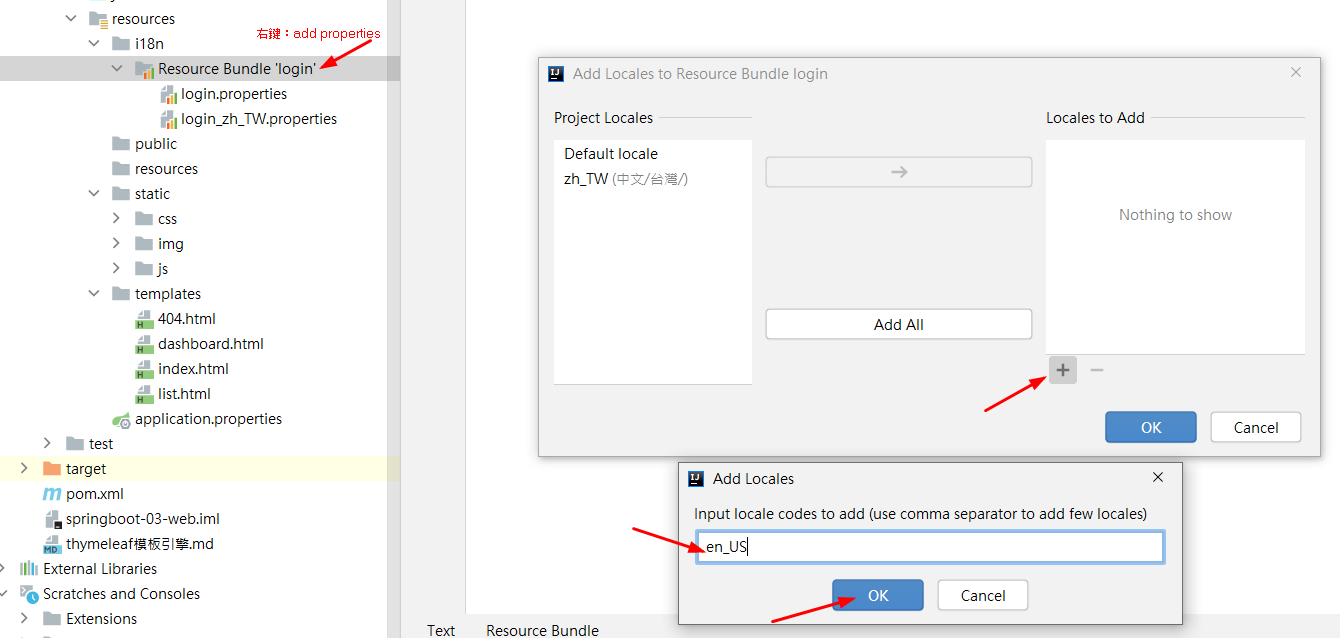 resources
右鍵：add properties
i18n
Resource Bundle 'login'
login.properties
login_zh_TW.properties
public
resources
static
css
img
js
templates
404.html
dashboard.html
index.html
list.html
application.properties
test
target
pom.xml
springboot-03-web.iml
thymeleaf模板引擎.md
External Libraries
Scratches and Consoles
Extensions
Add Locales to Resource Bundle login
Project Locales
Default locale
zh_TW (中文/台灣/)
Add All
Locales to Add
Nothing to show
OK
Cancel
Add Locales
Input locale codes to add (use comma separator to add few locales)
en_US
OK
Cancel
Text
Resource Bundle